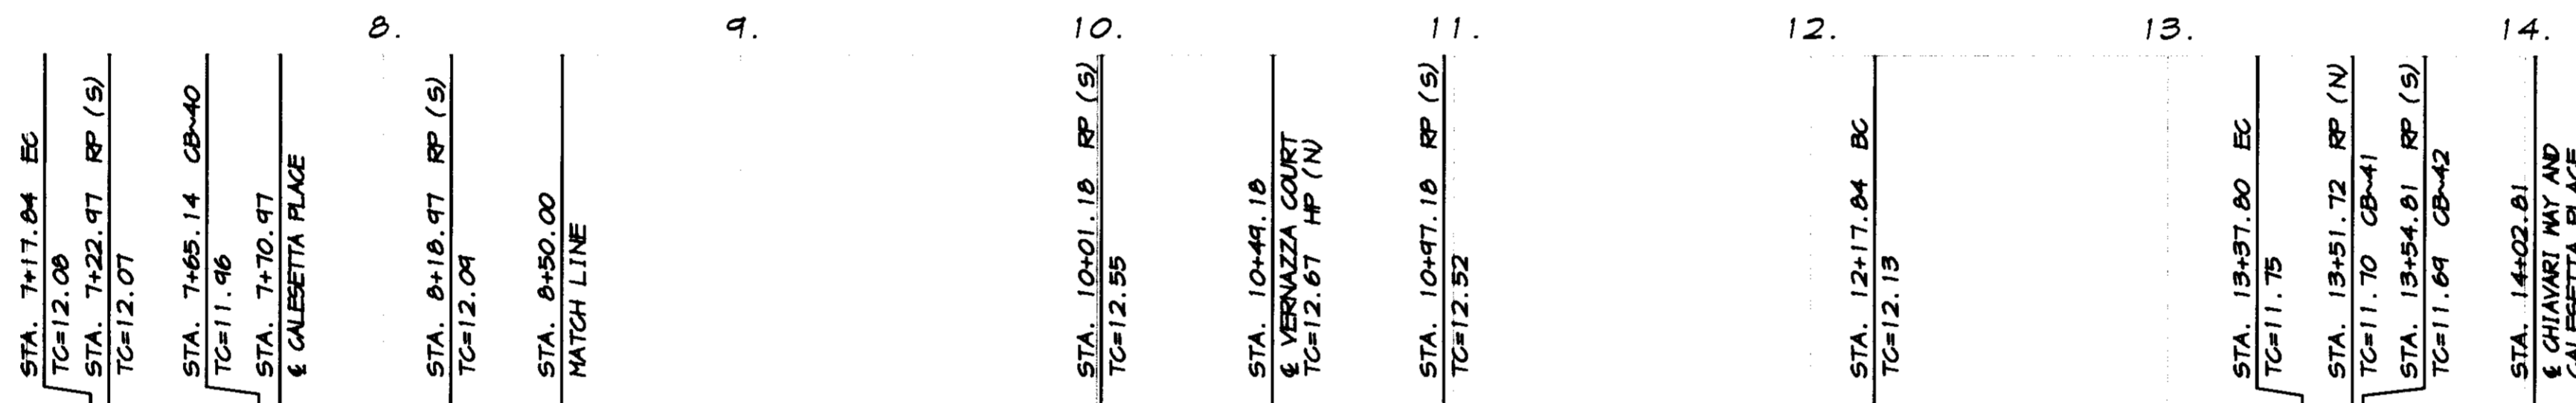 8. 9. 10. 11. 12. 13. 14.
STA. 7+17.84 EC
TC=12.08
STA. 7+22.97 RP (S)
TC=12.07
STA. 7+65.14 CB~40
TC=11.96
STA. 7+70.97
℄ CALESETTA PLACE
STA. 8+18.97 RP (S)
TC=12.09
STA. 8+50.00
MATCH LINE
STA. 10+01.18 RP (S)
TC=12.55
STA. 10+49.18
℄ VERNAZZA COURT
TC=12.67 HP (N)
STA. 10+97.18 RP (S)
TC=12.52
STA. 12+17.84 BC
TC=12.13
STA. 13+37.80 EC
TC=11.75
STA. 13+51.72 RP (N)
TC=11.70 CB~41
STA. 13+54.81 RP (S)
TC=11.69 CB~42
STA. 14+02.81
℄ CHIAVARI WAY AND
CALESETTA PLACE